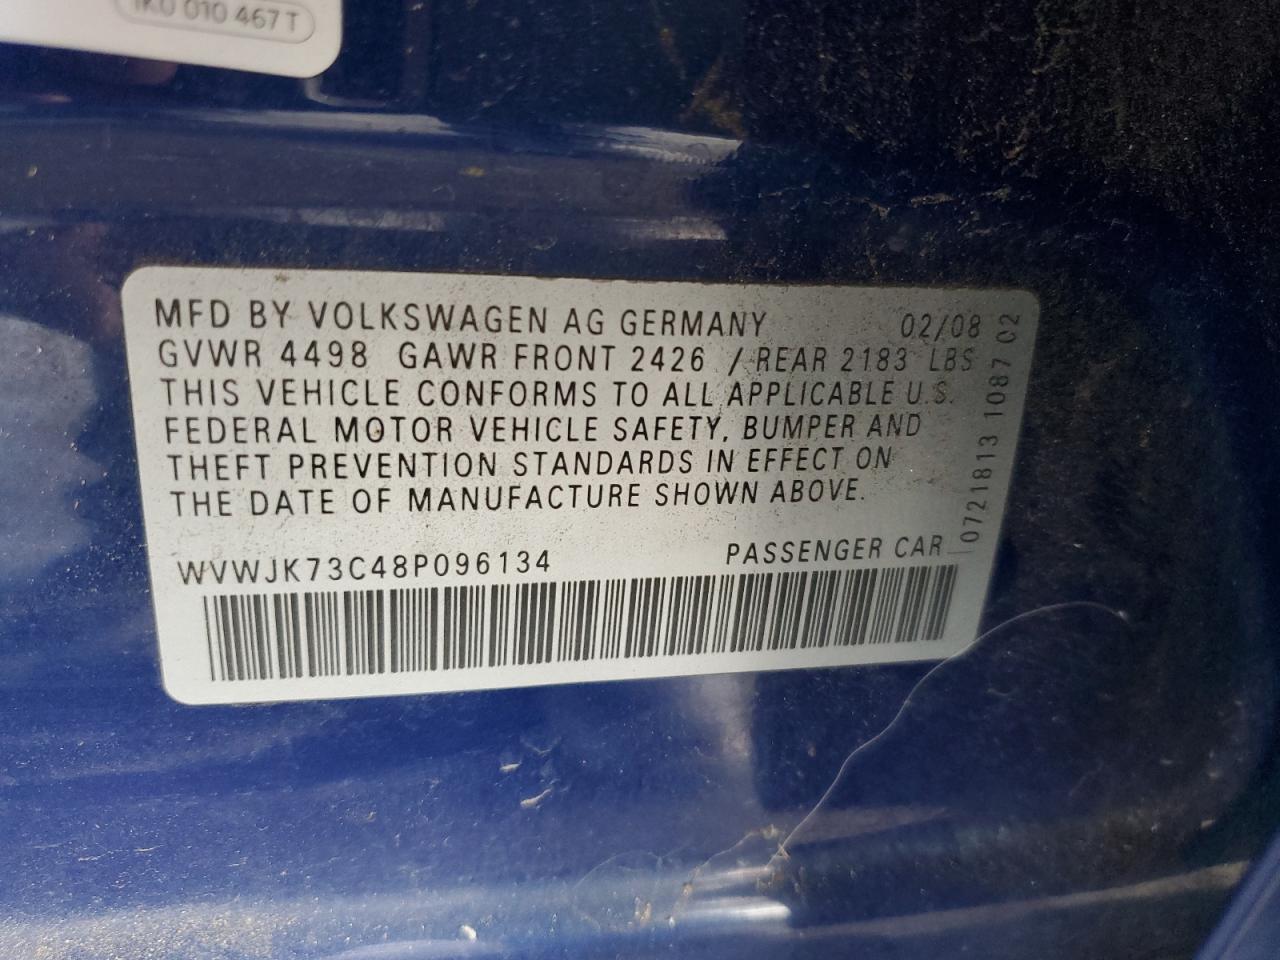 1K0 010 467 T
MFD BY VOLKSWAGEN AG GERMANY 02/08
GVWR 4498 GAWR FRONT 2426 / REAR 2183 LBS
THIS VEHICLE CONFORMS TO ALL APPLICABLE U.S.
FEDERAL MOTOR VEHICLE SAFETY, BUMPER AND
THEFT PREVENTION STANDARDS IN EFFECT ON
THE DATE OF MANUFACTURE SHOWN ABOVE.
WVWJK73C48P096134 PASSENGER CAR
0721813 1087 02